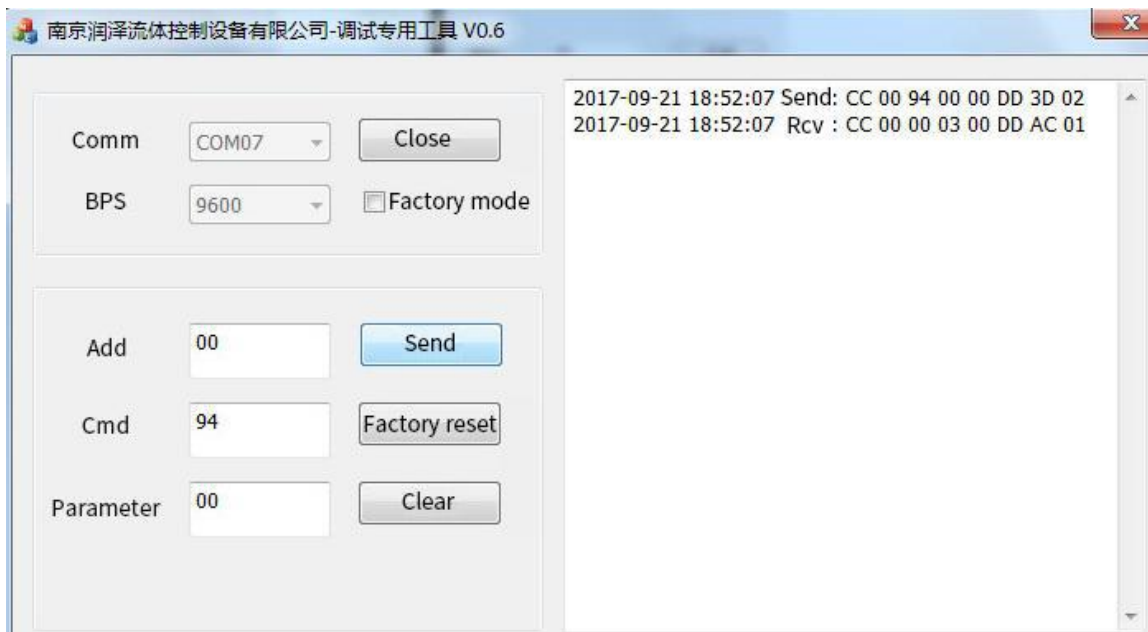 南京润泽流体控制设备有限公司-调试专用工具 V0.6
Comm COM07 Close
BPS 9600 Factory mode
Add 00 Send
Cmd 94 Factory reset
Parameter 00 Clear
2017-09-21 18:52:07 Send: CC 00 94 00 00 DD 3D 02
2017-09-21 18:52:07 Rcv : CC 00 00 03 00 DD AC 01